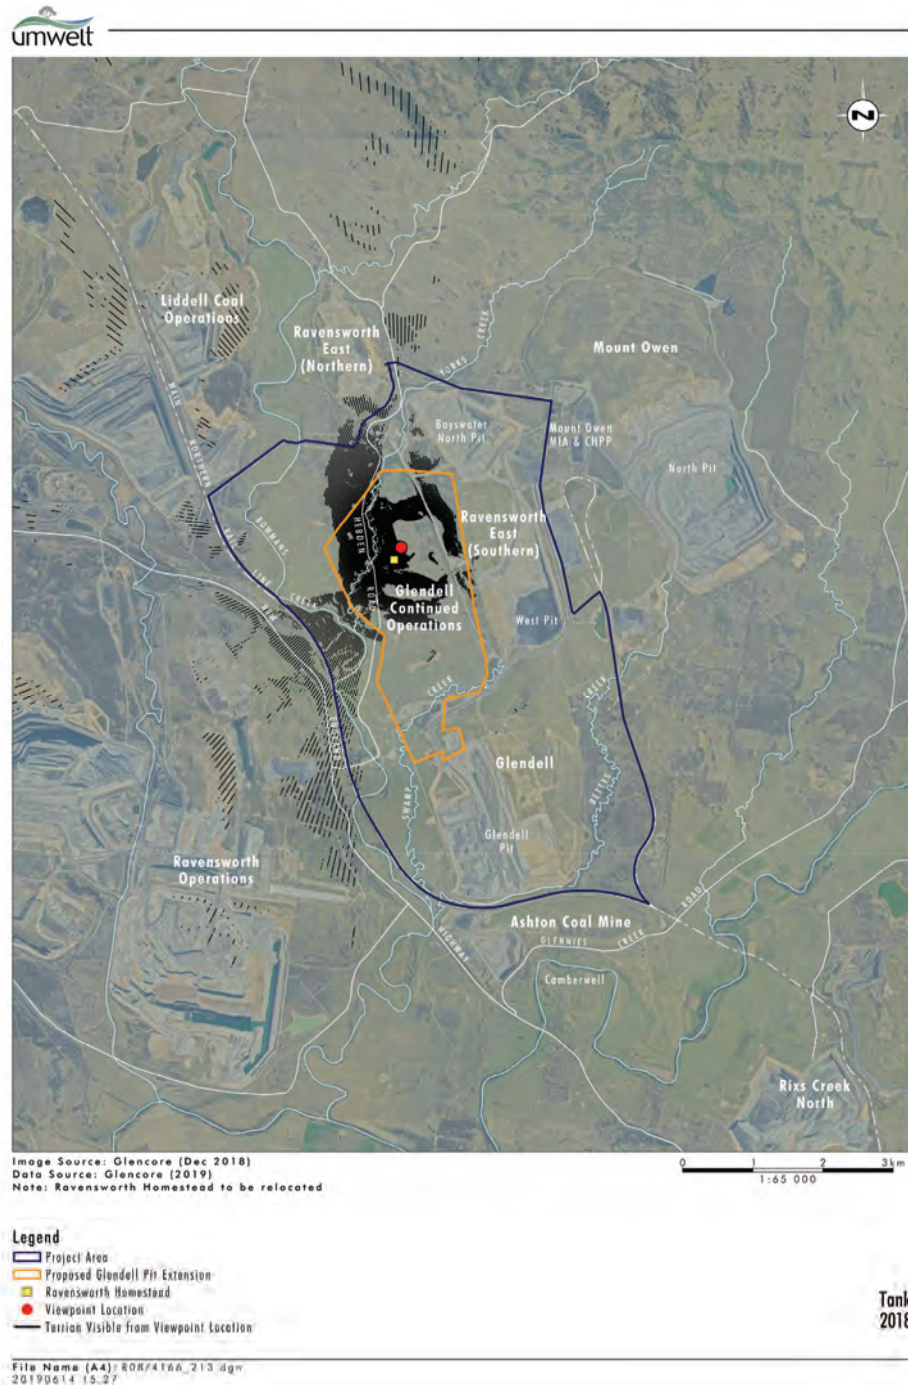 umwelt
N
Liddell Coal
Operations
Ravensworth
East
(Northern)
YORKS
CREEK
Mount Owen
MAIN
NORTHERN
RAIL
LINE
Bayswater
North Pit
Mount Owen
MIA & CHPP
North Pit
BOWMANS
CREEK
HEBDEN
ROAD
Ravensworth
East
(Southern)
Glendell
Continued
Operations
West Pit
NEW
ENGLAND
HIGHWAY
SWAMP
CREEK
BETTYS
CREEK
Glendell
Glendell
Pit
Ravensworth
Operations
Ashton Coal Mine
GLENNIES
CREEK
ROAD
Camberwell
Rixs Creek
North
Image Source: Glencore (Dec 2018)
Data Source: Glencore (2019)
Note: Ravensworth Homestead to be relocated
0 1 2 3km
1:65 000
Legend
Project Area
Proposed Glendell Pit Extension
Ravensworth Homestead
Viewpoint Location
Terrian Visible from Viewpoint Location
Tank
2018
File Name (A4): R08/4166_213.dgn
20190614 15.27